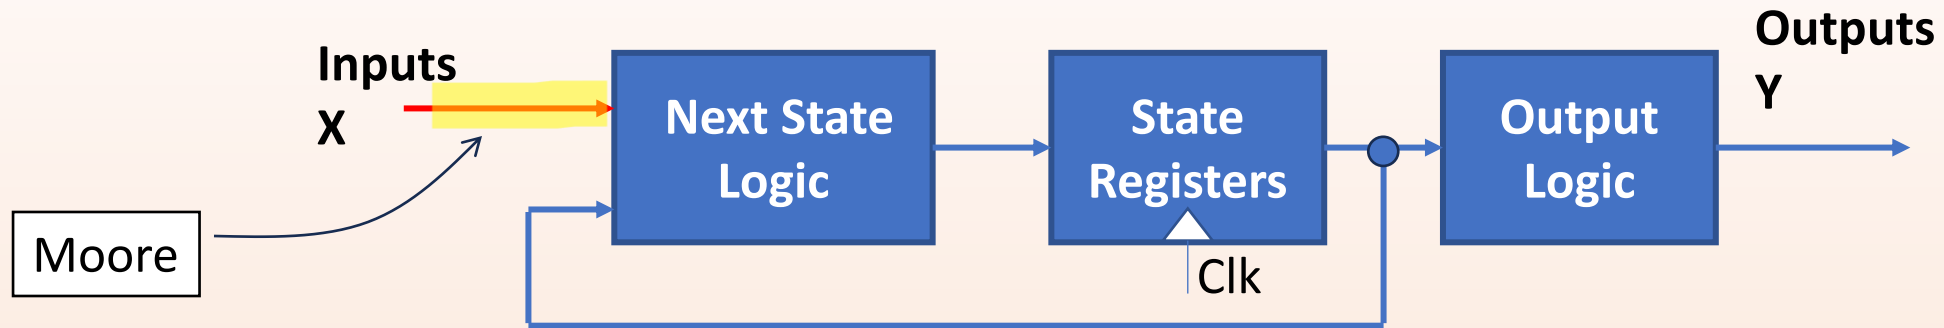 Inputs
X
Moore
Next State
Logic
State
Registers
Clk
Output
Logic
Outputs
Y